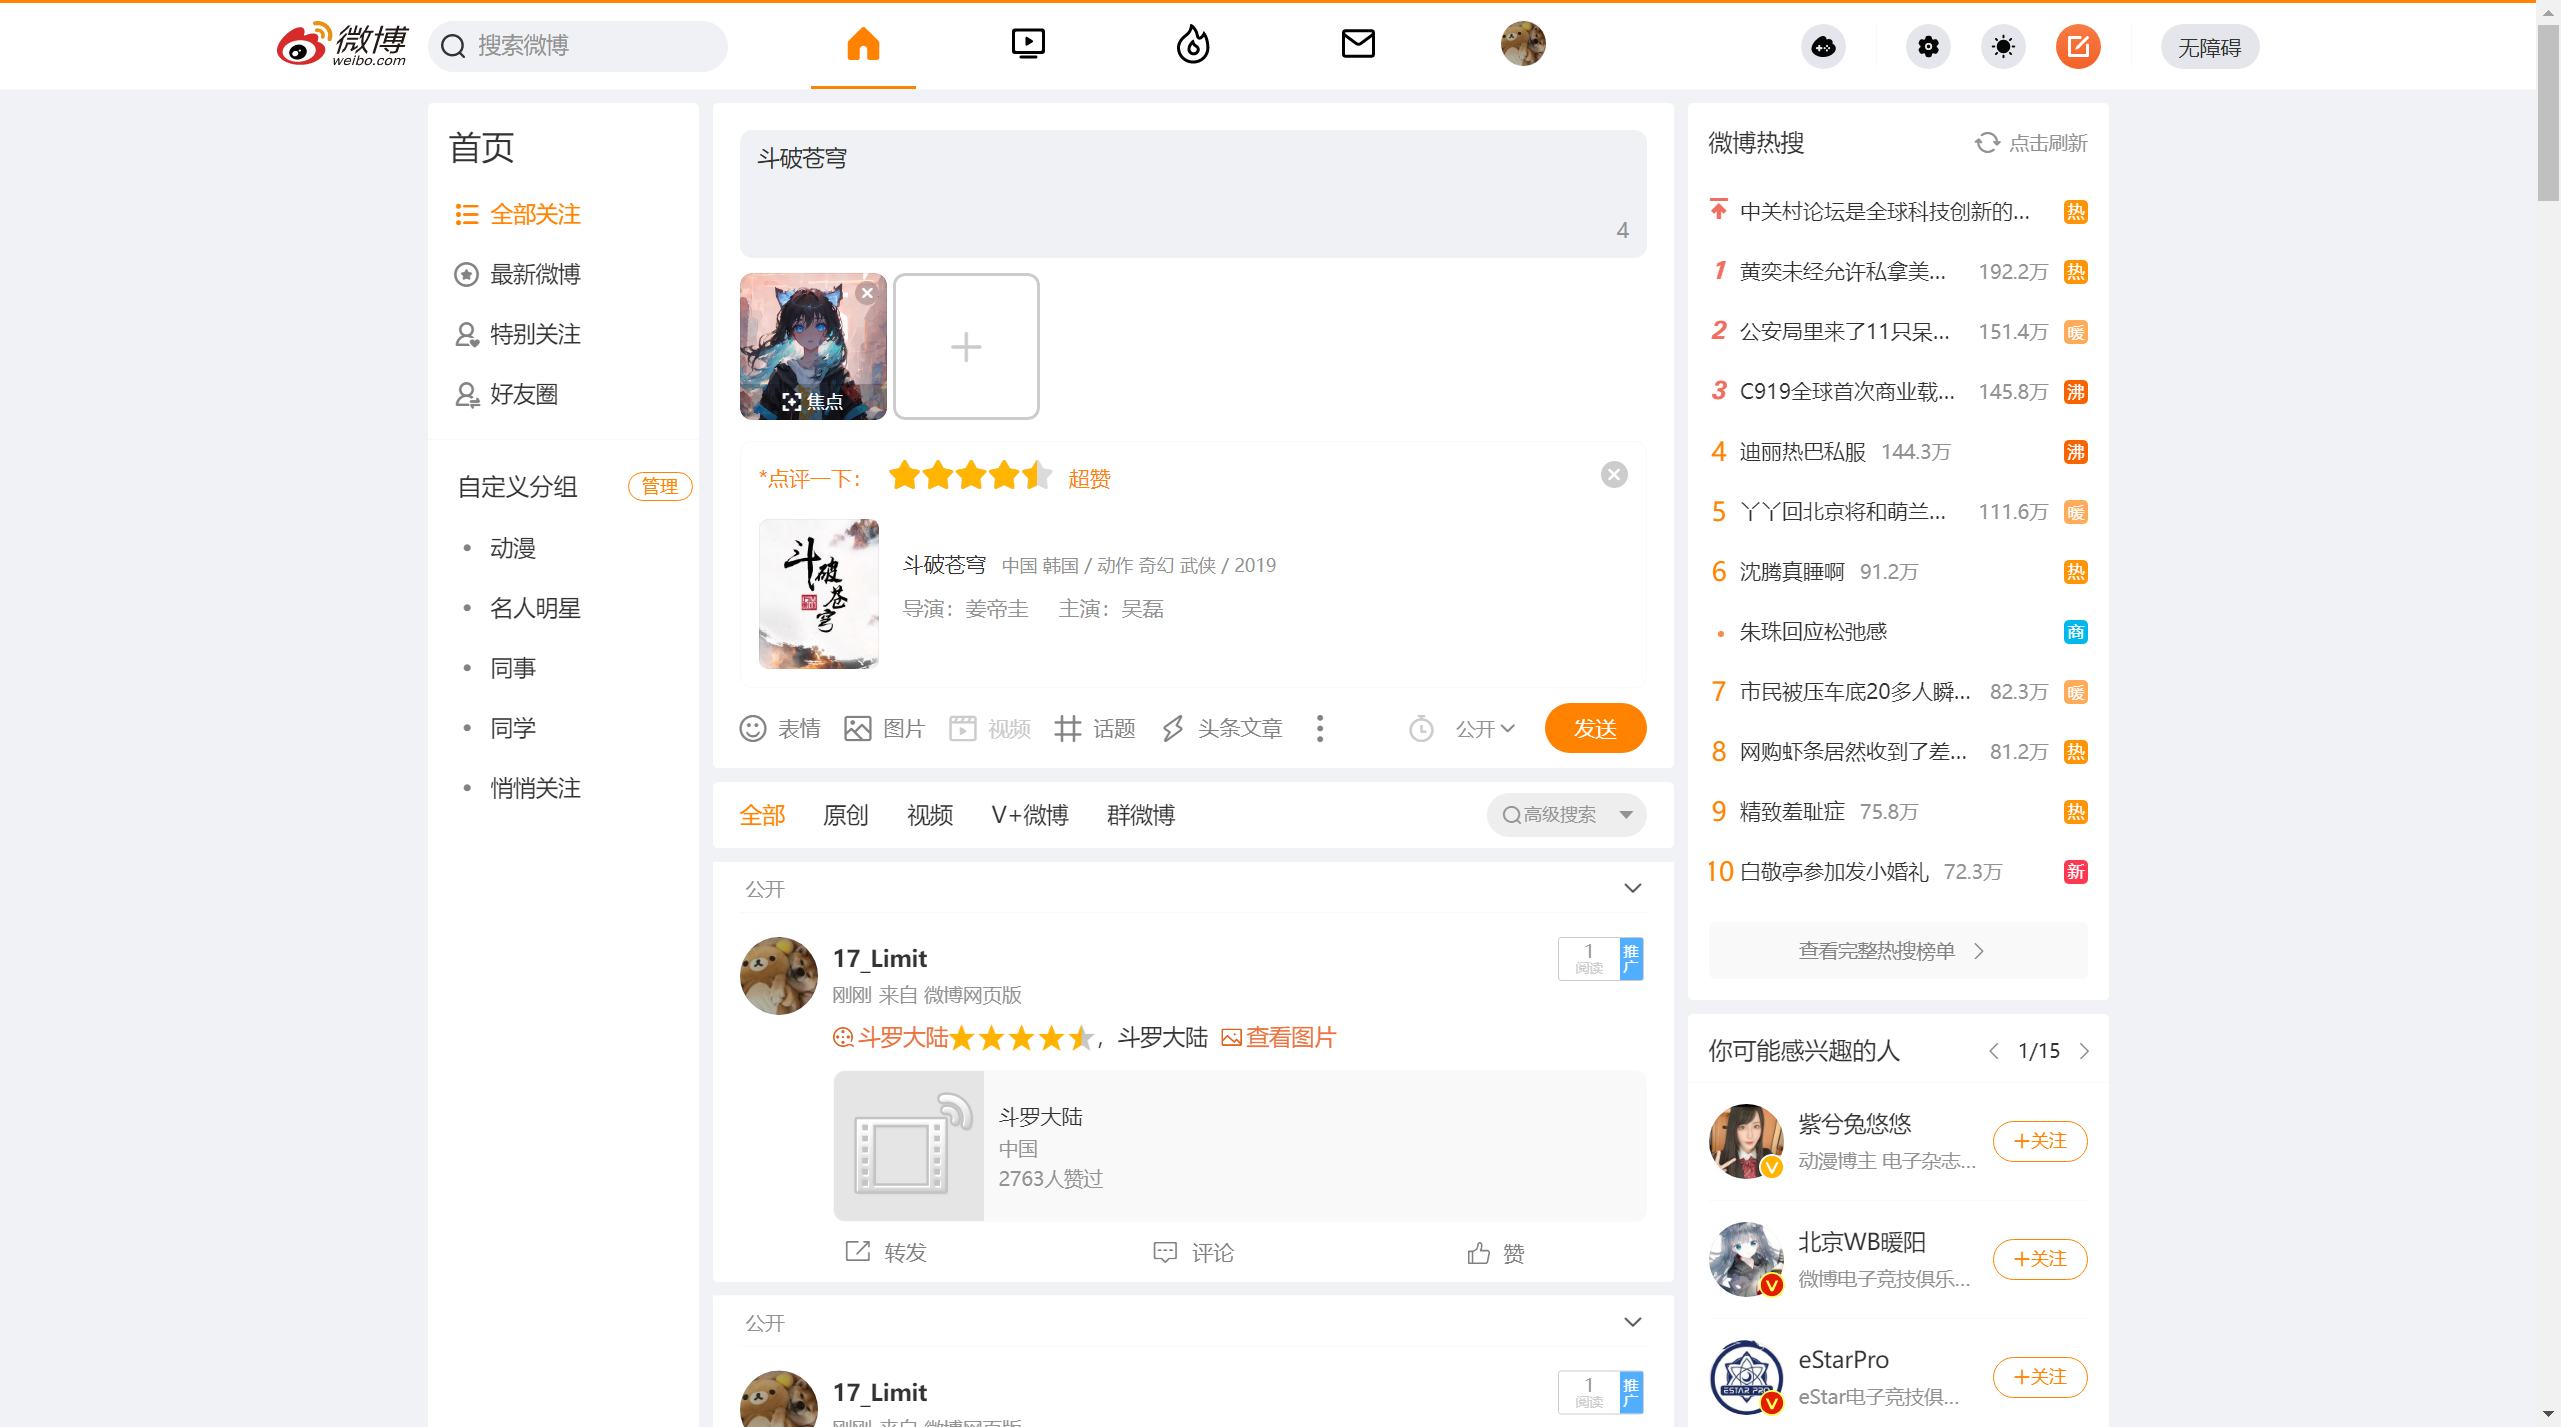 微博
weibo.com
搜索微博
无障碍
首页
全部关注
最新微博
特别关注
好友圈
自定义分组
管理
动漫
名人明星
同事
同学
悄悄关注
斗破苍穹
4
焦点
*点评一下：
超赞
斗破苍穹
斗破苍穹 中国 韩国 / 动作 奇幻 武侠 / 2019
导演：姜帝圭 主演：吴磊
表情
图片
视频
话题
头条文章
公开
发送
全部
原创
视频
V+微博
群微博
高级搜索
公开
17_Limit
刚刚 来自 微博网页版
1
阅读
推广
斗罗大陆，斗罗大陆 查看图片
斗罗大陆
中国
2763人赞过
转发
评论
赞
公开
17_Limit
刚刚 来自 微博网页版
1
阅读
推广
微博热搜
点击刷新
中关村论坛是全球科技创新的... 热
1 黄奕未经允许私拿美... 192.2万 热
2 公安局里来了11只呆... 151.4万 暖
3 C919全球首次商业载... 145.8万 沸
4 迪丽热巴私服 144.3万 沸
5 丫丫回北京将和萌兰... 111.6万 暖
6 沈腾真睡啊 91.2万 热
朱珠回应松弛感 商
7 市民被压车底20多人瞬... 82.3万 暖
8 网购虾条居然收到了差... 81.2万 热
9 精致羞耻症 75.8万 热
10 白敬亭参加发小婚礼 72.3万 新
查看完整热搜榜单
你可能感兴趣的人
1/15
紫兮兔悠悠
动漫博主 电子杂志...
+关注
北京WB暖阳
微博电子竞技俱乐...
+关注
ESTAR PRO
eStarPro
eStar电子竞技俱...
+关注